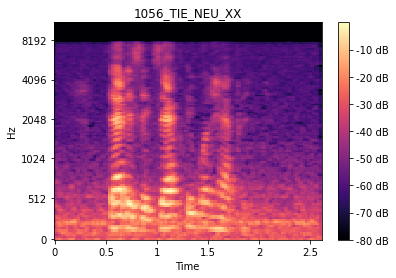 1056_TIE_NEU_XX
8192
4096
2048
1024
512
0
Hz
0
0.5
1
1.5
2
2.5
Time
-10 dB
-20 dB
-30 dB
-40 dB
-50 dB
-60 dB
-70 dB
-80 dB